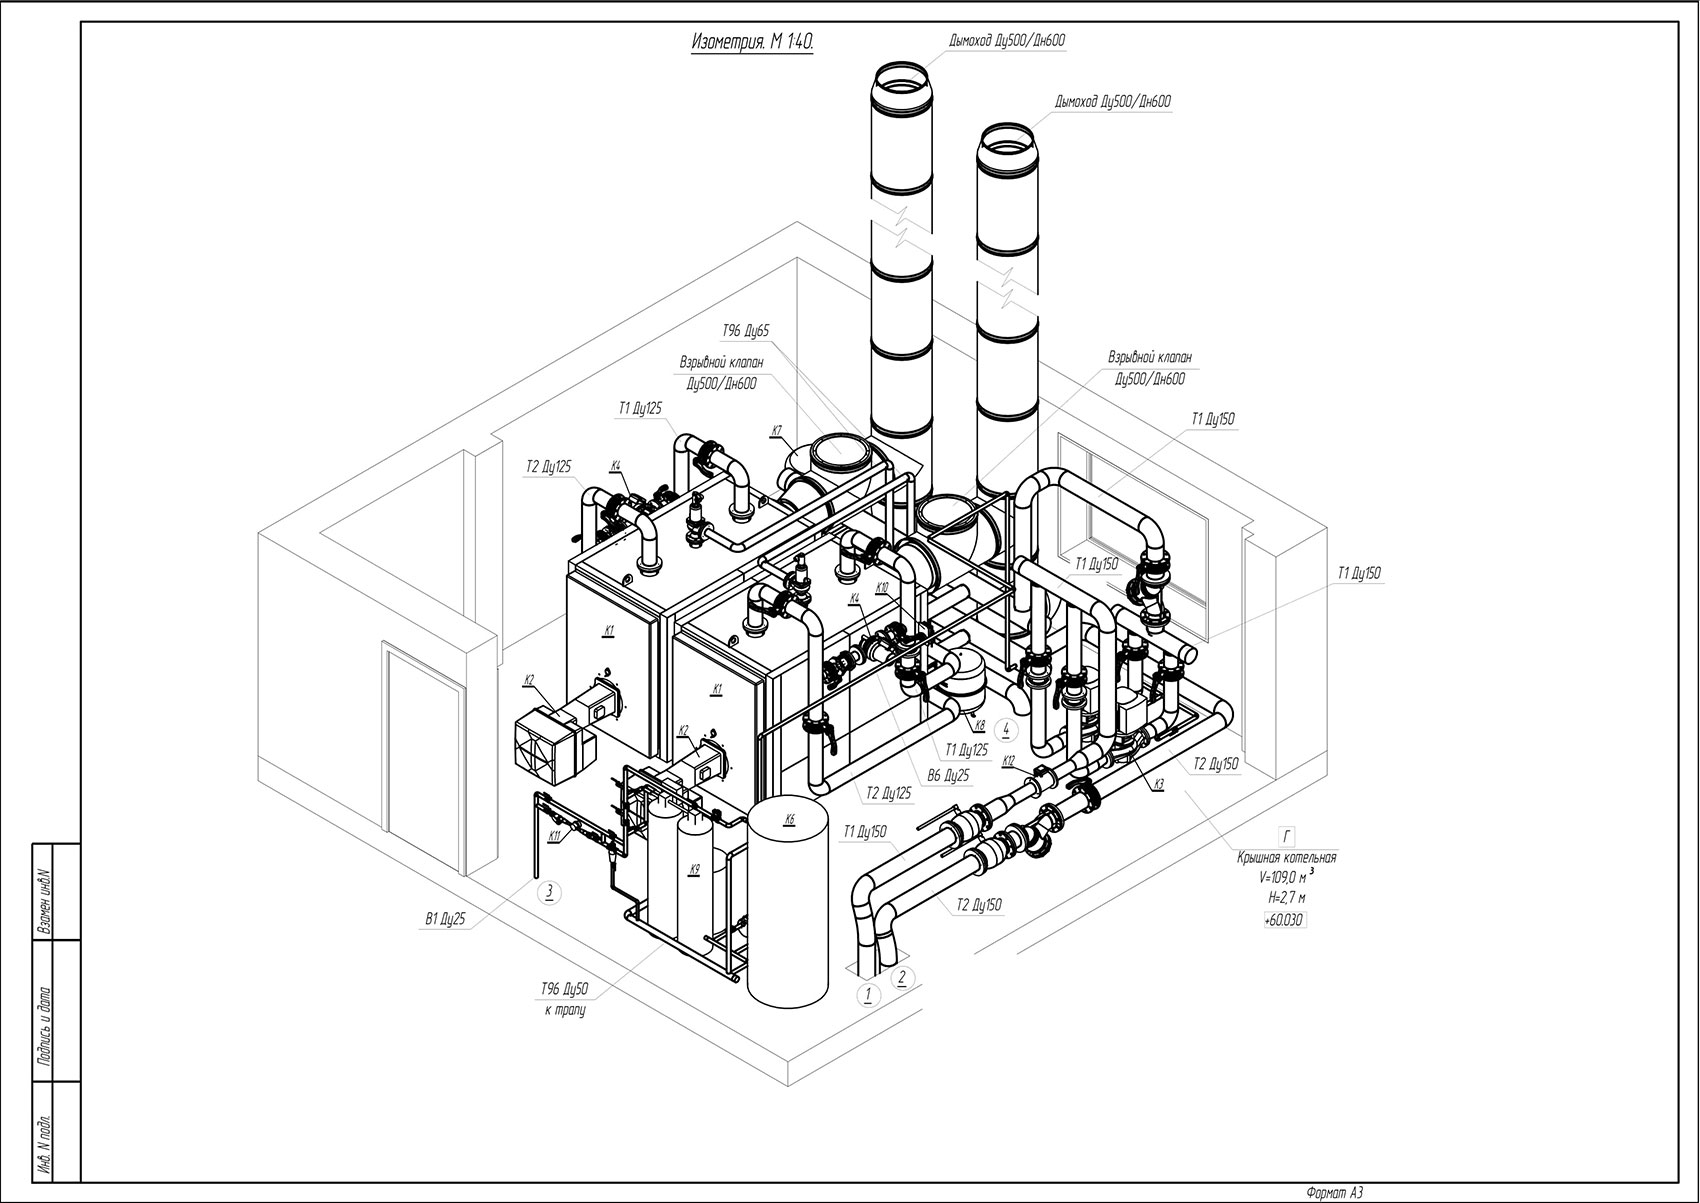 Изометрия. М 1:40.
Дымоход Ду500/Дн600
Дымоход Ду500/Дн600
Т96 Ду65
Взрывной клапан
Ду500/Дн600
Взрывной клапан
Ду500/Дн600
Т1 Ду125
К7
Т1 Ду150
Т2 Ду125
К4
Т1 Ду150
Т1 Ду150
К10
К4
К1
К1
К2
К2
К8
4
Т1 Ду125
В6 Ду25
Т2 Ду125
К12
К3
Т2 Ду150
К6
К11
Т1 Ду150
Г
Крышная котельная
V=109,0 м 3
Н=2,7 м
+60.030
К9
3
В1 Ду25
Т2 Ду150
Т96 Ду50
к трапу
1
2
Взамен инв.N
Подпись и дата
Инв. N подл.
Формат А3